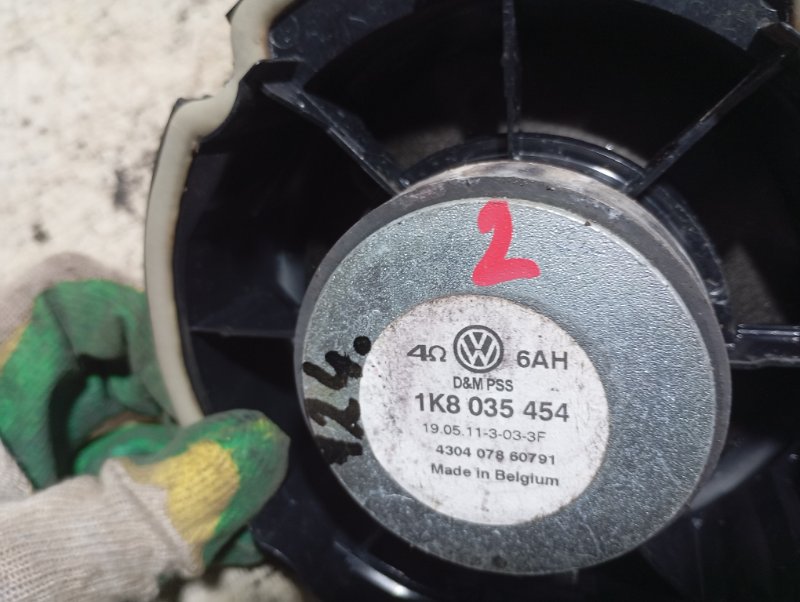 2
124.
4Ω 6AH
D&M PSS
1K8 035 454
19.05.11-3-03-3F
4304 078 60791
Made in Belgium